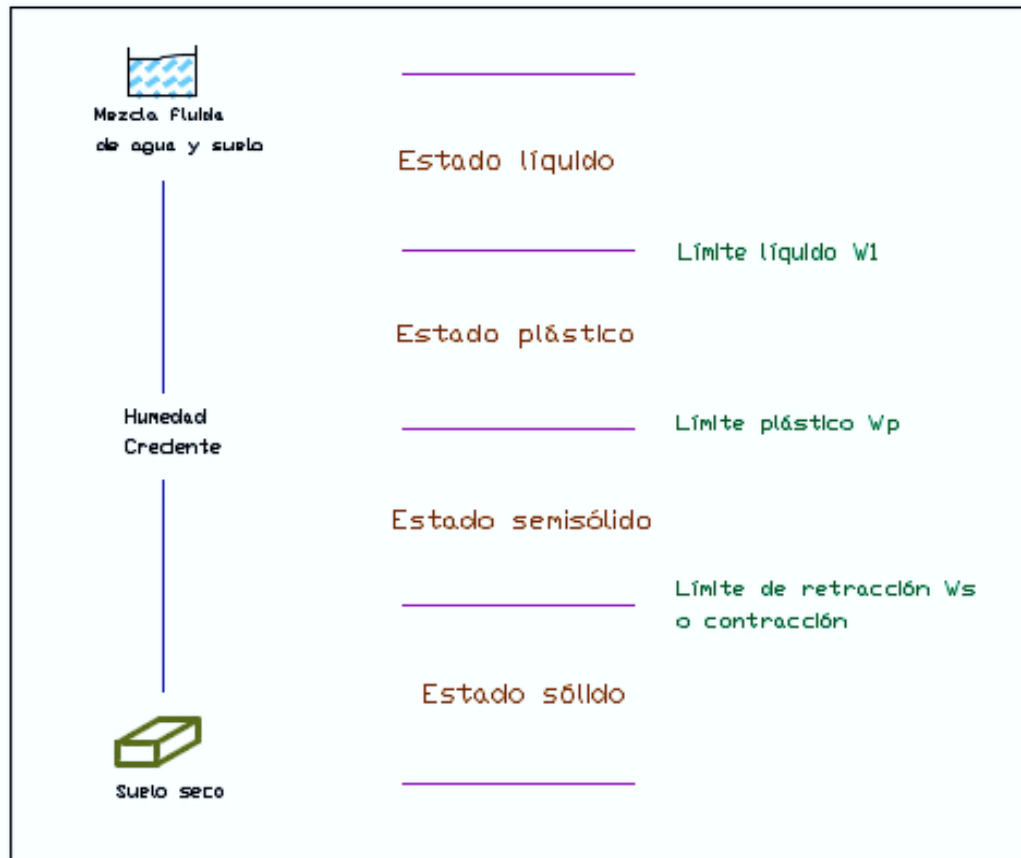 Mezcla fluida
de agua y suelo
Estado líquido
Límite líquido W1
Estado plástico
Humedad
Creciente
Límite plástico Wp
Estado semisólido
Límite de retracción Ws
o contracción
Estado sólido
Suelo seco